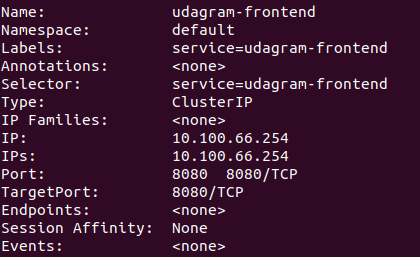 Name: udagram-frontend
Namespace: default
Labels: service=udagram-frontend
Annotations: <none>
Selector: service=udagram-frontend
Type: ClusterIP
IP Families: <none>
IP: 10.100.66.254
IPs: 10.100.66.254
Port: 8080 8080/TCP
TargetPort: 8080/TCP
Endpoints: <none>
Session Affinity: None
Events: <none>